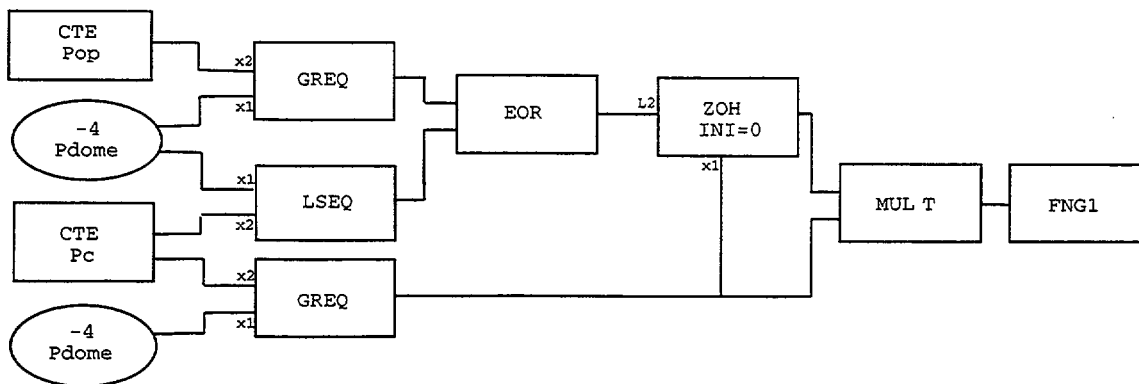 CTE
Pop
x2
GREQ
x1
-4
Pdome
EOR
L2
ZOH
INI=0
x1
x1
LSEQ
x2
CTE
Pc
MUL T
FNG1
x2
GREQ
x1
-4
Pdome